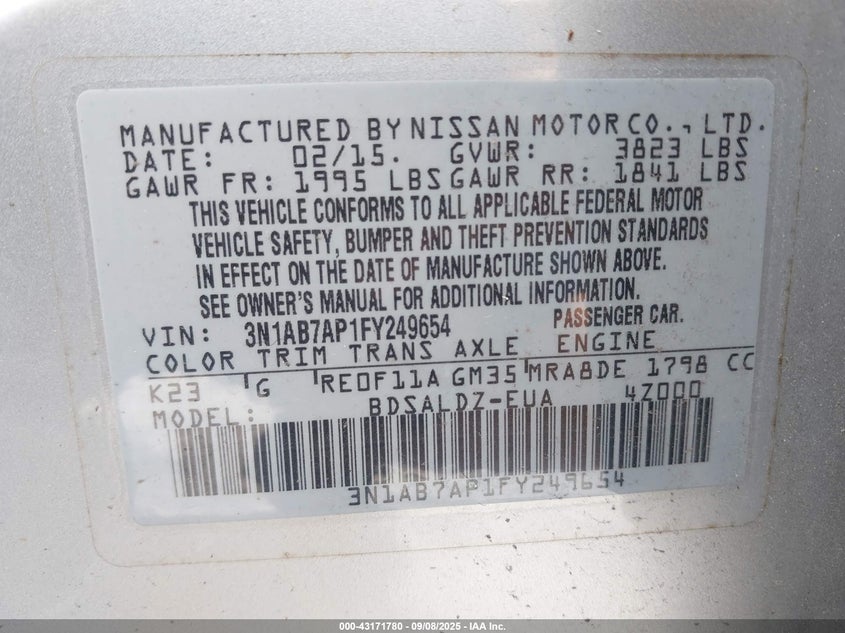 MANUFACTURED BY NISSAN MOTOR CO., LTD.
DATE: 02/15. GVWR: 3823 LBS
GAWR FR: 1995 LBS GAWR RR: 1841 LBS
THIS VEHICLE CONFORMS TO ALL APPLICABLE FEDERAL MOTOR
VEHICLE SAFETY, BUMPER AND THEFT PREVENTION STANDARDS
IN EFFECT ON THE DATE OF MANUFACTURE SHOWN ABOVE.
SEE OWNER'S MANUAL FOR ADDITIONAL INFORMATION.
VIN: 3N1AB7AP1FY249654 PASSENGER CAR.
COLOR TRIM TRANS AXLE ENGINE
K23 G RE0F11A GM35 MRA8DE 1798 CC
MODEL: BDSALDZ-EUA 4Z000
3N1AB7AP1FY249654
000-43171780 - 09/08/2025 - IAA Inc.